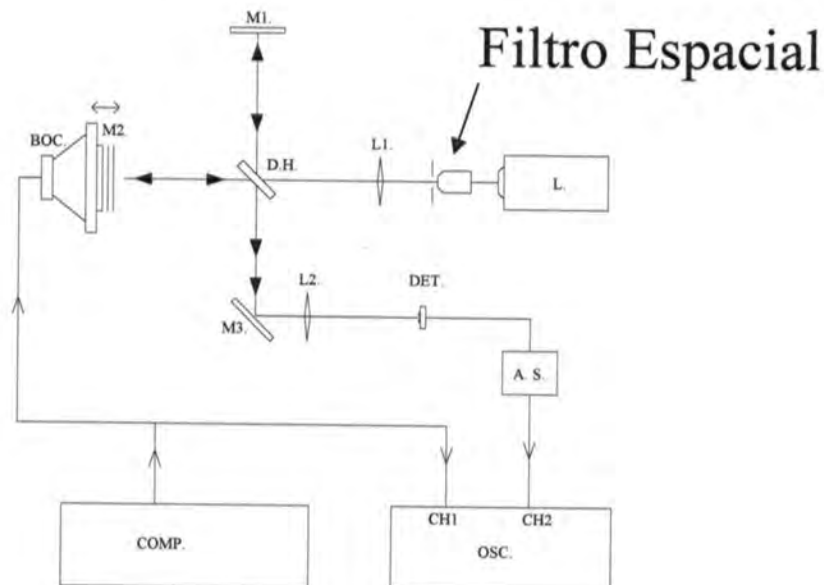 M1.
Filtro Espacial
BOC.
M2
D.H.
L1.
L.
M3.
L2.
DET.
A. S.
CH1
CH2
COMP.
OSC.